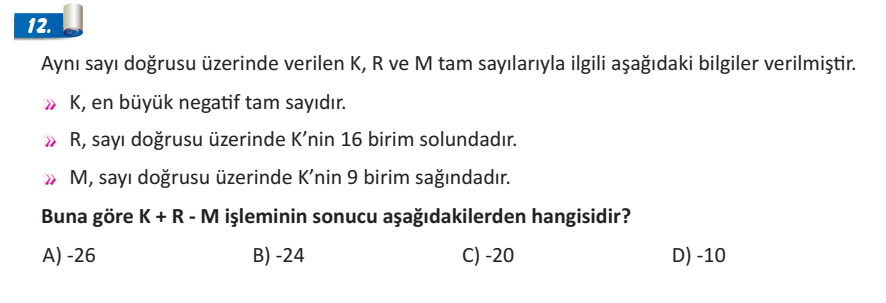 12.
Aynı sayı doğrusu üzerinde verilen K, R ve M tam sayılarıyla ilgili aşağıdaki bilgiler verilmiştir.
» K, en büyük negatif tam sayıdır.
» R, sayı doğrusu üzerinde K’nin 16 birim solundadır.
» M, sayı doğrusu üzerinde K’nin 9 birim sağındadır.
Buna göre K + R - M işleminin sonucu aşağıdakilerden hangisidir?
A) -26 B) -24 C) -20 D) -10